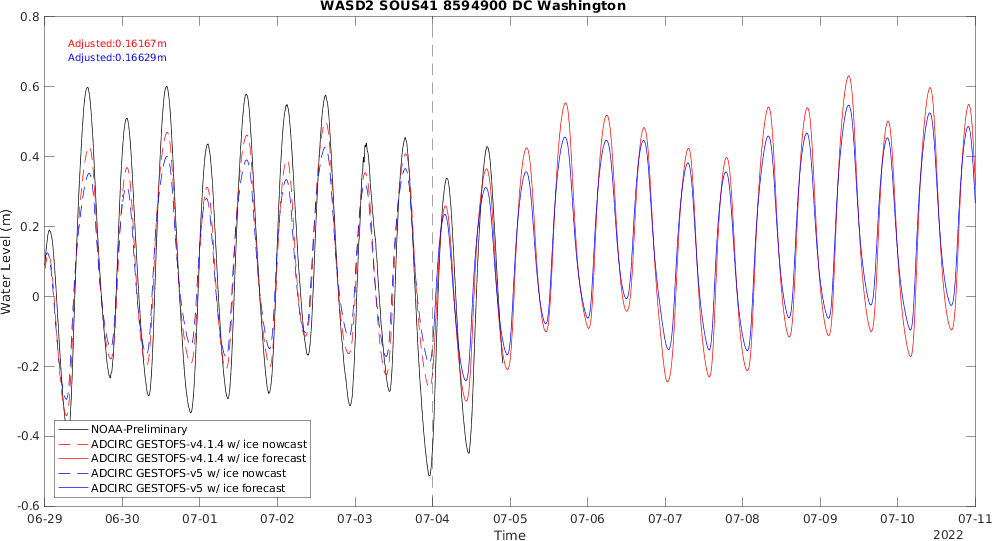 WASD2 SOUS41 8594900 DC Washington
0.8
Adjusted:0.16167m
Adjusted:0.16629m
0.6
0.4
0.2
0
-0.2
-0.4
-0.6
Water Level (m)
NOAA-Preliminary
ADCIRC GESTOFS-v4.1.4 w/ ice nowcast
ADCIRC GESTOFS-v4.1.4 w/ ice forecast
ADCIRC GESTOFS-v5 w/ ice nowcast
ADCIRC GESTOFS-v5 w/ ice forecast
06-29 06-30 07-01 07-02 07-03 07-04 07-05 07-06 07-07 07-08 07-09 07-10 07-11
Time
2022